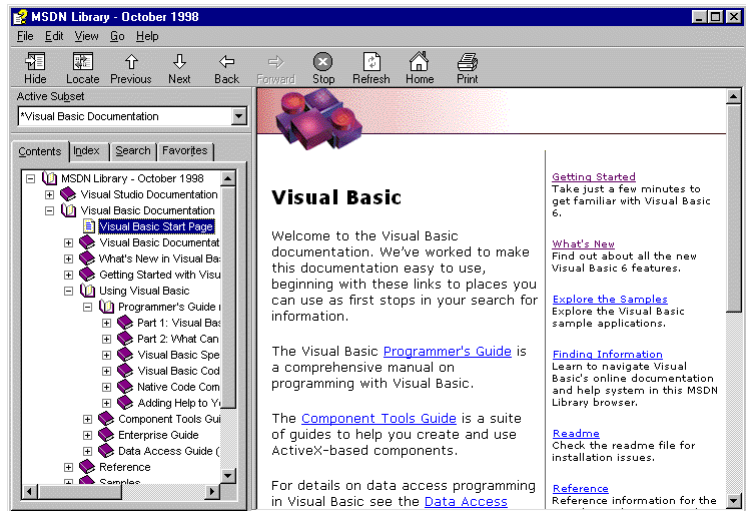 MSDN Library - October 1998
File Edit View Go Help
Hide Locate Previous Next Back Forward Stop Refresh Home Print
Active Subset
*Visual Basic Documentation
Contents Index Search Favorites
MSDN Library - October 1998
Visual Studio Documentation
Visual Basic Documentation
Visual Basic Start Page
Visual Basic Documentat
What's New in Visual Ba
Getting Started with Visu
Using Visual Basic
Programmer's Guide (
Part 1: Visual Bas
Part 2: What Can
Visual Basic Spe
Visual Basic Cod
Native Code Com
Adding Help to Yo
Component Tools Gui
Enterprise Guide
Data Access Guide (
Reference
Samples
Visual Basic
Welcome to the Visual Basic
documentation. We've worked to make
this documentation easy to use,
beginning with these links to places you
can use as first stops in your search for
information.
The Visual Basic Programmer's Guide is
a comprehensive manual on
programming with Visual Basic.
The Component Tools Guide is a suite
of guides to help you create and use
ActiveX-based components.
For details on data access programming
in Visual Basic see the Data Access
Getting Started
Take just a few minutes to
get familiar with Visual Basic
6.
What's New
Find out about all the new
Visual Basic 6 features.
Explore the Samples
Explore the Visual Basic
sample applications.
Finding Information
Learn to navigate Visual
Basic's online documentation
and help system in this MSDN
Library browser.
Readme
Check the readme file for
installation issues.
Reference
Reference information for the